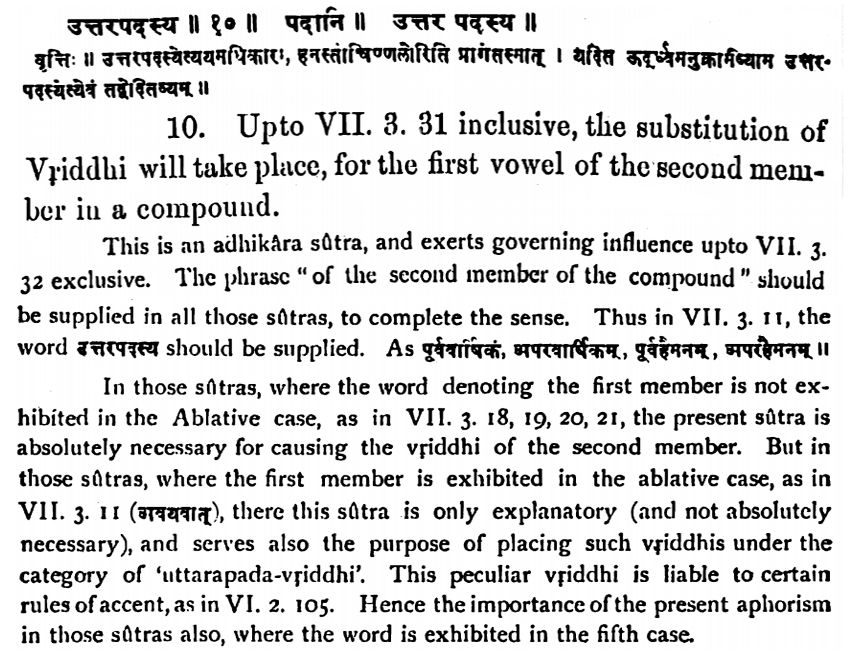 उत्तरपदस्य ॥ १० ॥ पदानि ॥ उत्तर पदस्य ॥
वृत्तिः ॥ उत्तरपदस्येत्ययमधिकारः, हनस्ताचिण्णलोरिति प्रागेतस्मात् । यदित ऊर्ध्वमनुक्रमिष्याम उत्तर-
पदस्येत्येवं तद्वेदितव्यम् ॥
10. Upto VII. 3. 31 inclusive, the substitution of
Vṛiddhi will take place, for the first vowel of the second mem-
ber in a compound.
This is an adhikâra sûtra, and exerts governing influence upto VII. 3.
32 exclusive. The phrase "of the second member of the compound" should
be supplied in all those sûtras, to complete the sense. Thus in VII. 3. 11, the
word उत्तरपदस्य should be supplied. As पूर्ववार्षिकं, अपरवार्षिकम्, पूर्वहैमनम्, अपरहैमनम् ॥
In those sûtras, where the word denoting the first member is not ex-
hibited in the Ablative case, as in VII. 3. 18, 19, 20, 21, the present sûtra is
absolutely necessary for causing the vṛiddhi of the second member. But in
those sûtras, where the first member is exhibited in the ablative case, as in
VII. 3. 11 (अवयवात्), there this sûtra is only explanatory (and not absolutely
necessary), and serves also the purpose of placing such vṛiddhis under the
category of 'uttarapada-vṛiddhi'. This peculiar vṛiddhi is liable to certain
rules of accent, as in VI. 2. 105. Hence the importance of the present aphorism
in those sûtras also, where the word is exhibited in the fifth case.